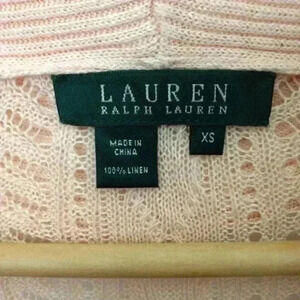 LAUREN
RALPH LAUREN
XS
MADE IN
CHINA
100% LINEN